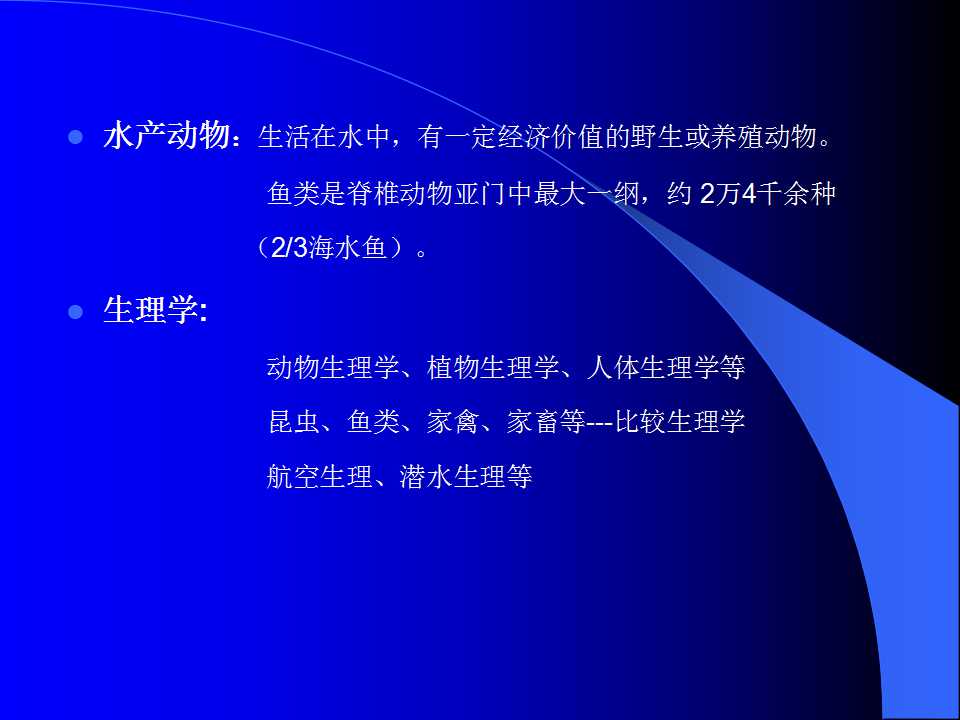 水产动物：生活在水中，有一定经济价值的野生或养殖动物。
鱼类是脊椎动物亚门中最大一纲，约 2万4千余种
（2/3海水鱼）。
生理学:
动物生理学、植物生理学、人体生理学等
昆虫、鱼类、家禽、家畜等---比较生理学
航空生理、潜水生理等